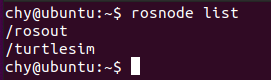 chy@ubuntu:~$ rosnode list
/rosout
/turtlesim
chy@ubuntu:~$